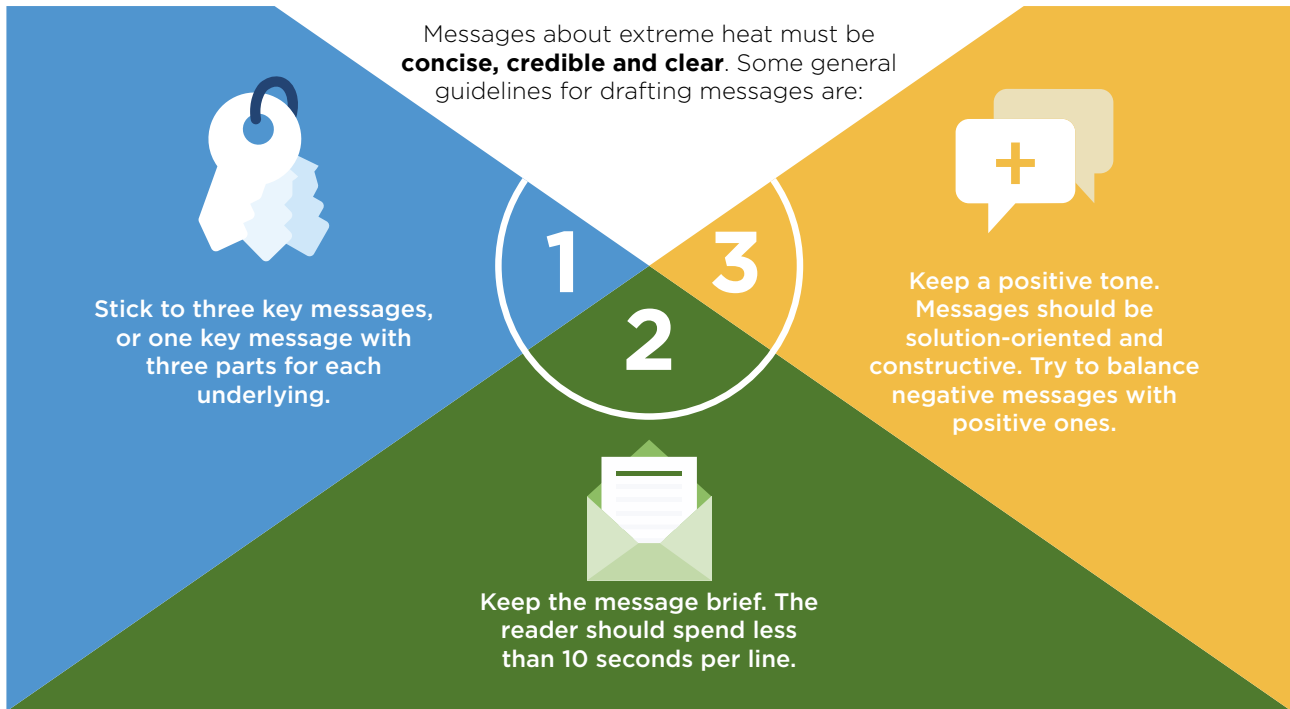 Messages about extreme heat must be
concise, credible and clear. Some general
guidelines for drafting messages are:
1
Stick to three key messages,
or one key message with
three parts for each
underlying.
2
Keep the message brief. The
reader should spend less
than 10 seconds per line.
3
Keep a positive tone.
Messages should be
solution-oriented and
constructive. Try to balance
negative messages with
positive ones.